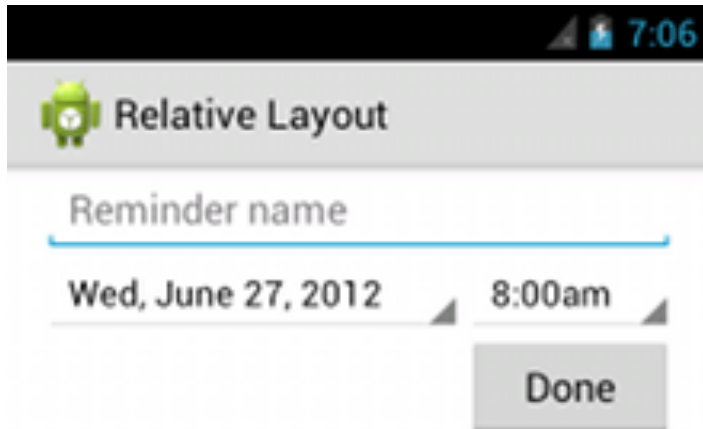 7:06
Relative Layout
Reminder name
Wed, June 27, 2012 8:00am
Done